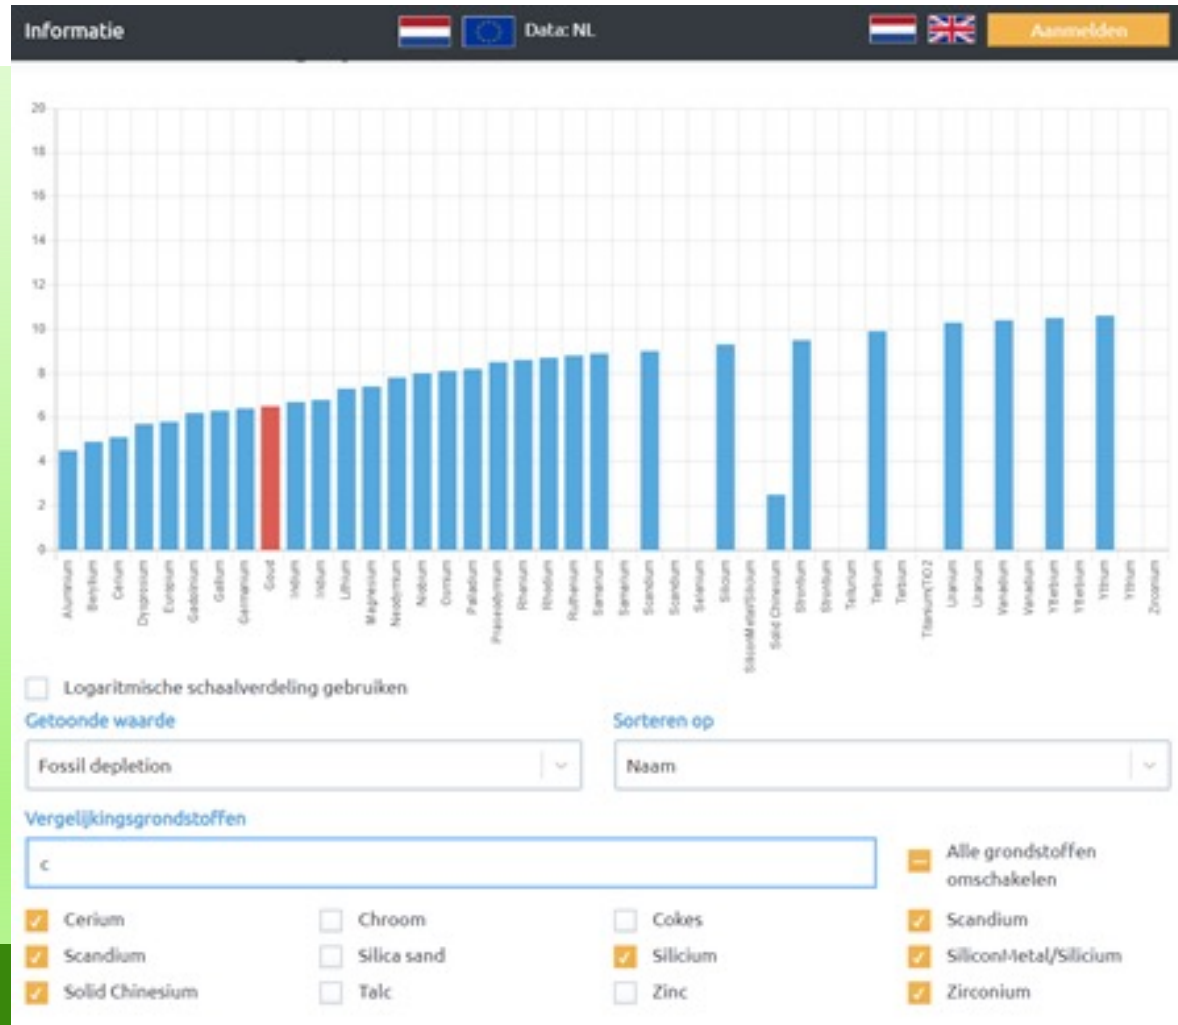 Informatie
Data: NL
Aanmelden
20
18
16
14
12
10
8
6
4
2
0
Aluminium
Beryllium
Cerium
Dysprosium
Europium
Gadolinium
Gallium
Germanium
Goud
Indium
Iridium
Lithium
Magnesium
Neodymium
Niobium
Osmium
Palladium
Praseodymium
Rhenium
Rhodium
Ruthenium
Samarium
Samarium
Scandium
Scandium
Selenium
Silicium
SiliconMetal/Silicium
Solid Chinesium
Strontium
Strontium
Tellurium
Terbium
Terbium
Titanium(TiO2
Uranium
Uranium
Vanadium
Vanadium
Ytterbium
Ytterbium
Yttrium
Yttrium
Zirconium
Logaritmische schaalverdeling gebruiken
Getoonde waarde
Sorteren op
Fossil depletion
Naam
Vergelijkingsgrondstoffen
c
Alle grondstoffen
omschakelen
Cerium
Chroom
Cokes
Scandium
Scandium
Silica sand
Silicium
SiliconMetal/Silicium
Solid Chinesium
Talc
Zinc
Zirconium